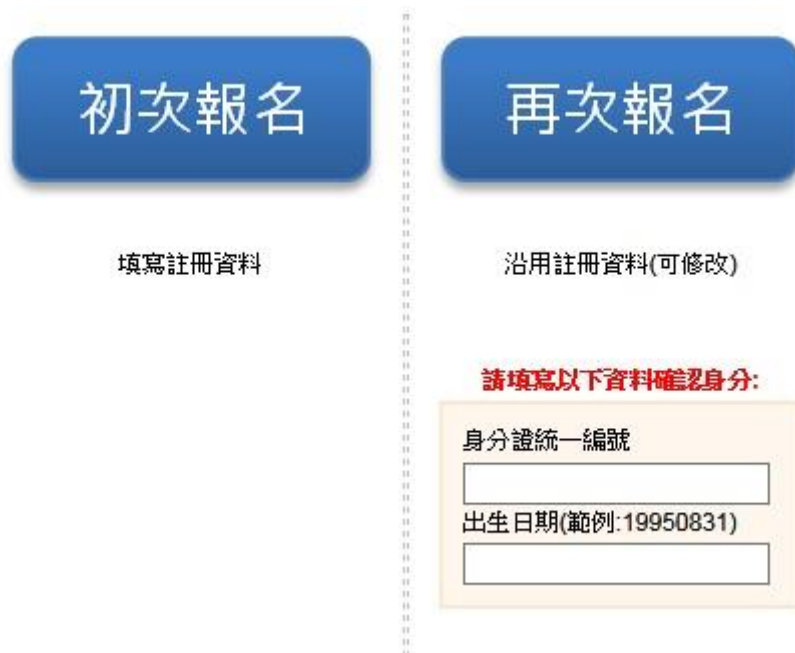 初次報名
填寫註冊資料
再次報名
沿用註冊資料(可修改)
請填寫以下資料確認身分:
身分證統一編號
出生日期(範例:19950831)